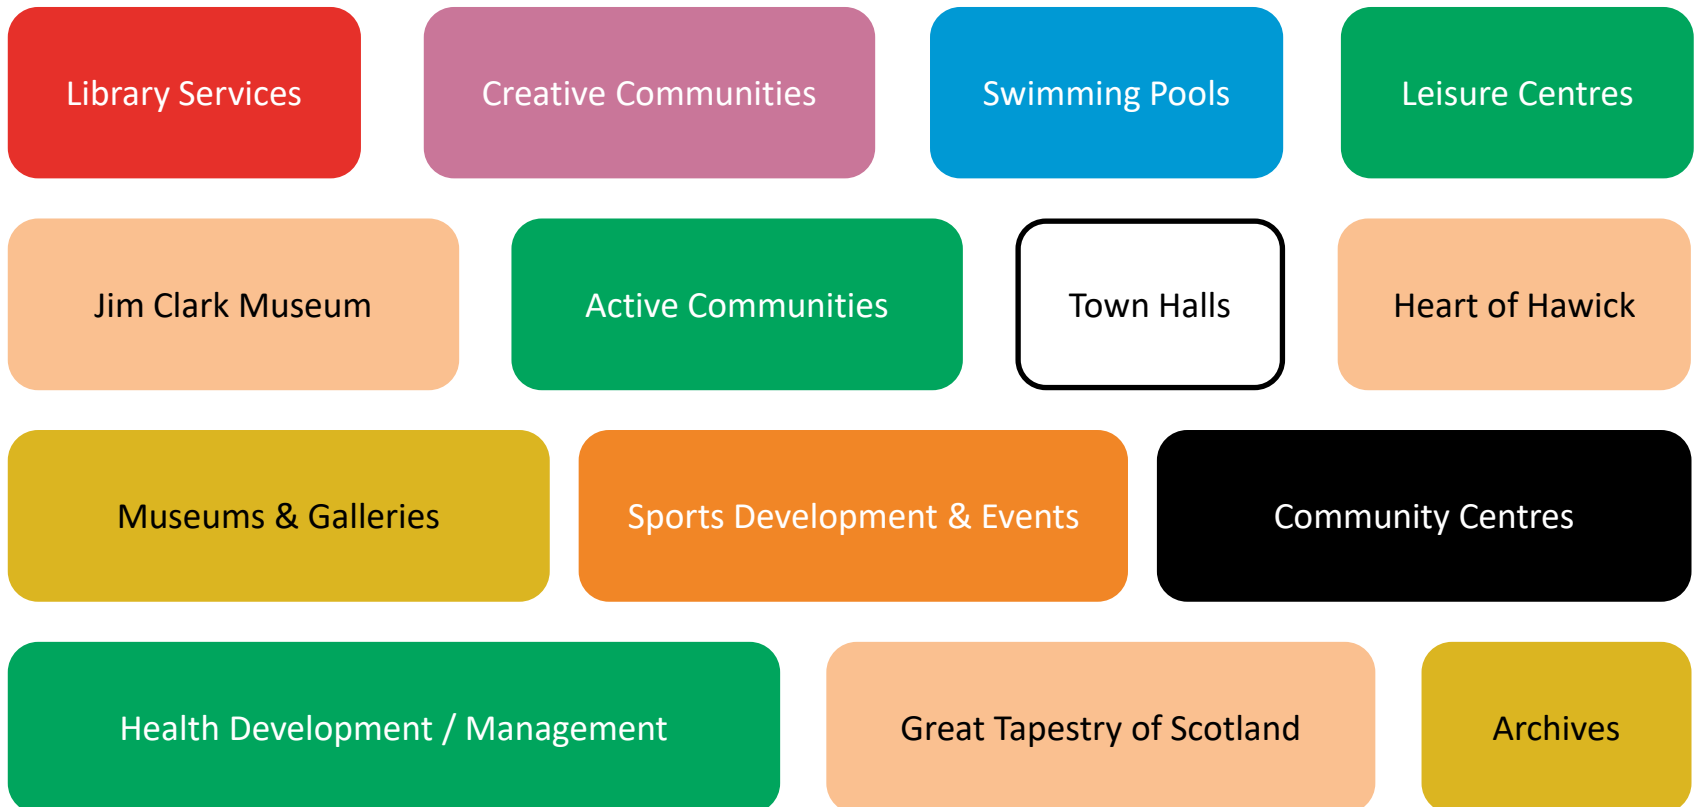 Library Services
Creative Communities
Swimming Pools
Leisure Centres
Jim Clark Museum
Active Communities
Town Halls
Heart of Hawick
Museums & Galleries
Sports Development & Events
Community Centres
Health Development / Management
Great Tapestry of Scotland
Archives